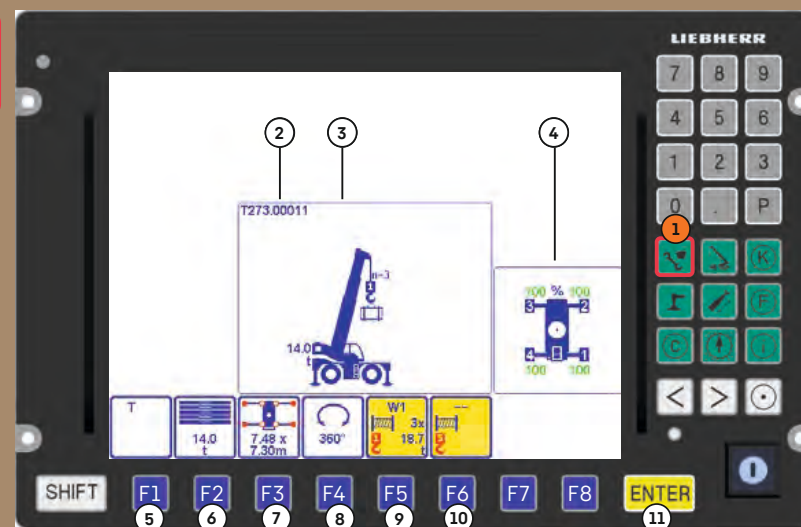 LIEBHERR
7 8 9
4 5 6
1 2 3
0 . P
1
K
F
C i
< >
2 3 4
T273.00011
n=3
1
14.0
t
100 % 100
3 2
4 1
100 100
T
14.0
t
7.48 x
7.30m
360°
W1
3x
18.7
t
--
SHIFT F1 F2 F3 F4 F5 F6 F7 F8 ENTER
5 6 7 8 9 10 11